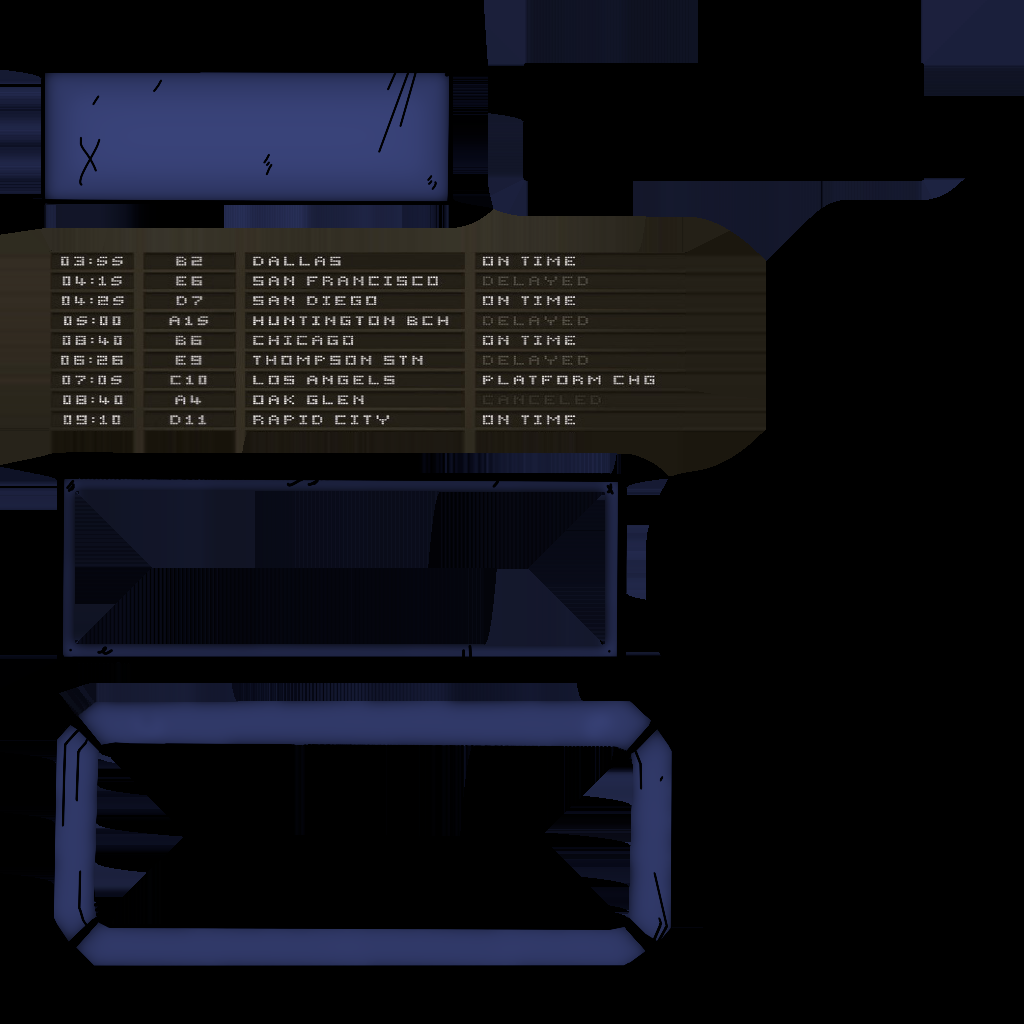 03:55 B2 DALLAS ON TIME
04:15 E6 SAN FRANCISCO DELAYED
04:25 D7 SAN DIEGO ON TIME
05:00 A15 HUNTINGTON BCH DELAYED
08:40 B6 CHICAGO ON TIME
06:26 E9 THOMPSON STN DELAYED
07:05 C10 LOS ANGELS PLATFORM CHG
08:40 A4 OAK GLEN CANCELED
09:10 D11 RAPID CITY ON TIME